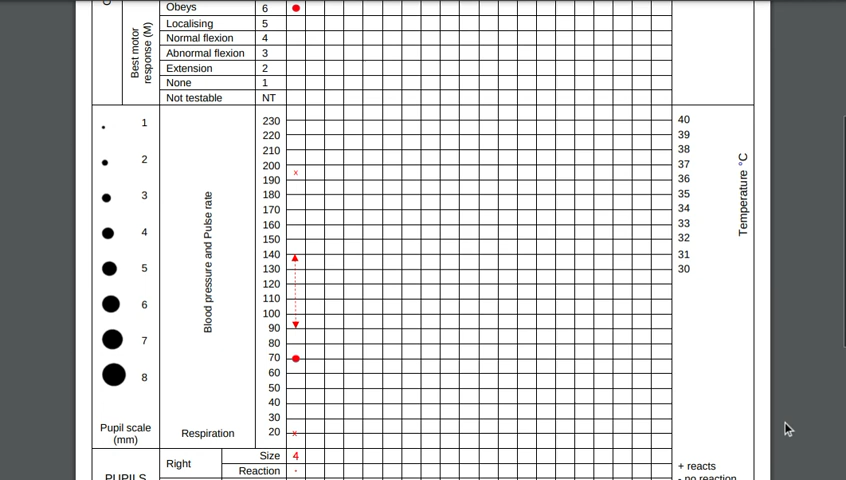 Best motor
response (M)
Obeys 6
Localising 5
Normal flexion 4
Abnormal flexion 3
Extension 2
None 1
Not testable NT
1
2
3
4
5
6
7
8
Pupil scale
(mm)
Blood pressure and Pulse rate
Respiration
230
220
210
200
190
180
170
160
150
140
130
120
110
100
90
80
70
60
50
40
30
20
x
x
40
39
38
37
36
35
34
33
32
31
30
Temperature °C
PUPILS
Right
Size 4
Reaction -
+ reacts
- no reaction